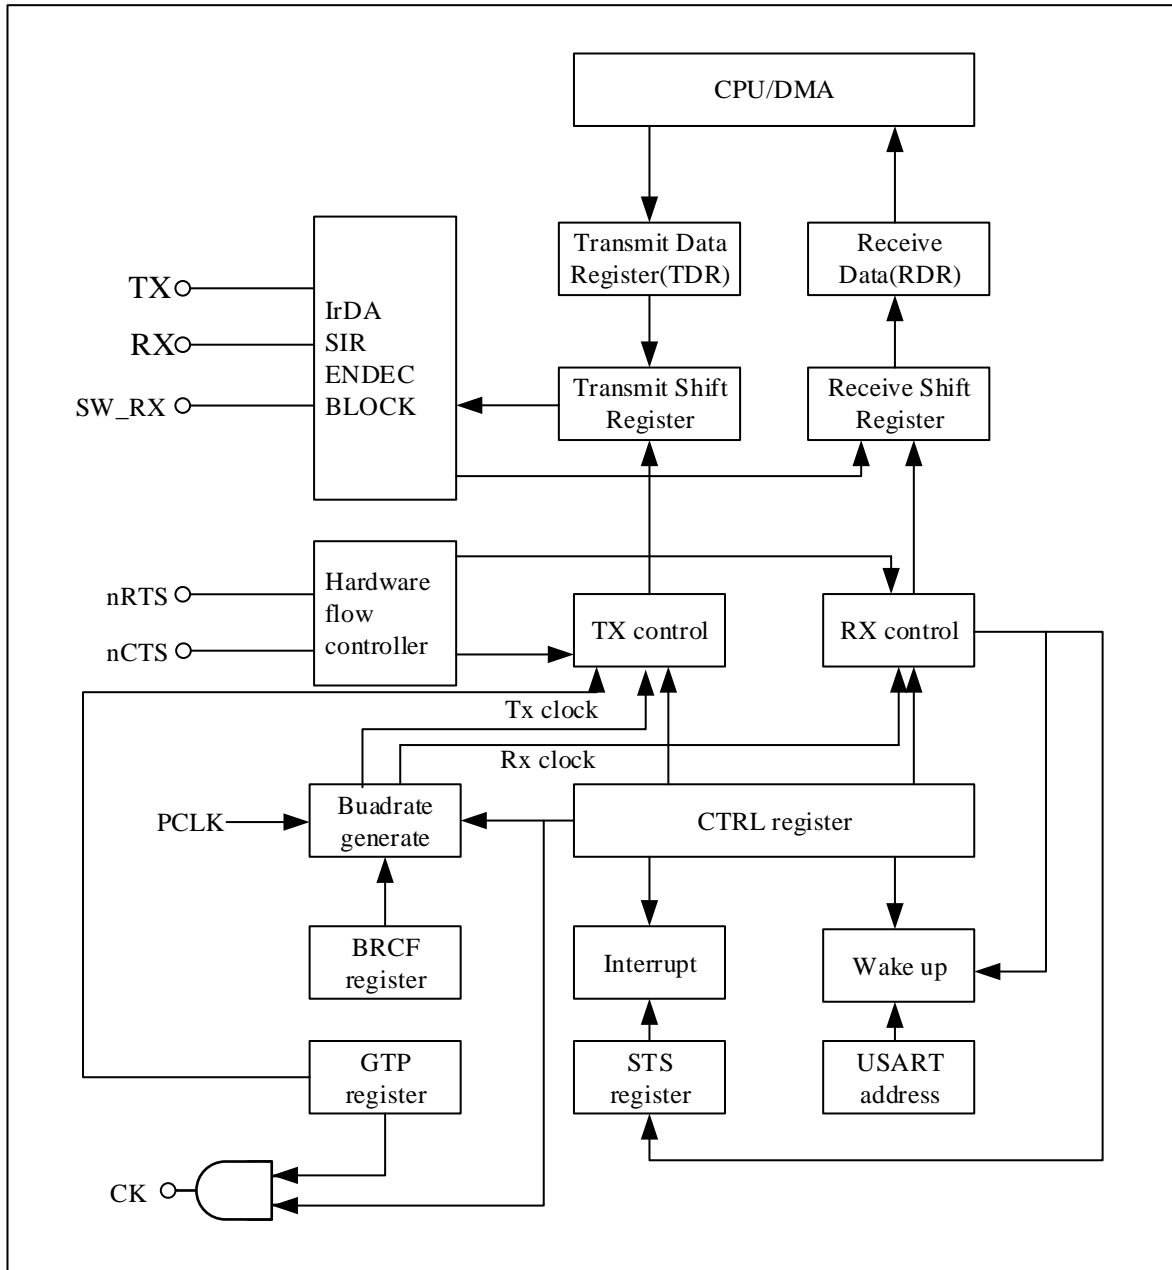 CPU/DMA
Transmit Data
Register(TDR)
Receive
Data(RDR)
TX
RX
SW_RX
IrDA
SIR
ENDEC
BLOCK
Transmit Shift
Register
Receive Shift
Register
nRTS
nCTS
Hardware
flow
controller
TX control
RX control
Tx clock
Rx clock
PCLK
Buadrate
generate
CTRL register
BRCF
register
Interrupt
Wake up
GTP
register
STS
register
USART
address
CK